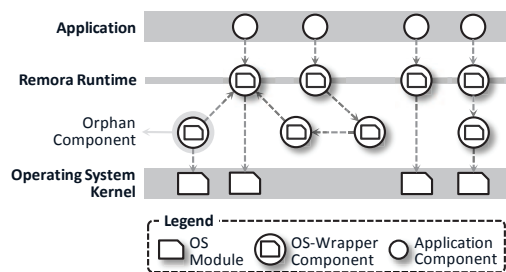 Application
Remora Runtime
Orphan
Component
Operating System
Kernel
Legend
OS
Module
OS-Wrapper
Component
Application
Component